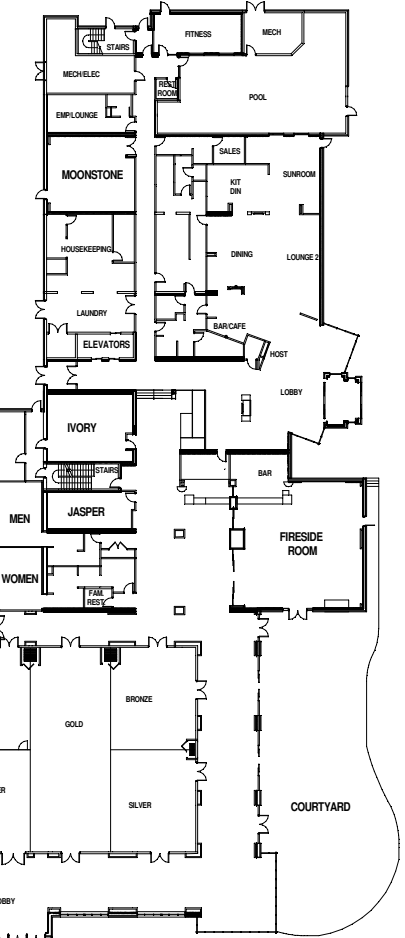 FITNESS
MECH
STAIRS
MECH/ELEC
REST
ROOM
POOL
EMP/LOUNGE
SALES
MOONSTONE
KIT
DIN
SUNROOM
HOUSEKEEPING
DINING
LOUNGE 2
LAUNDRY
BAR/CAFE
ELEVATORS
HOST
LOBBY
IVORY
STAIRS
BAR
JASPER
MEN
FIRESIDE
ROOM
WOMEN
FAM.
REST.
BRONZE
GOLD
ER
SILVER
COURTYARD
OBBY